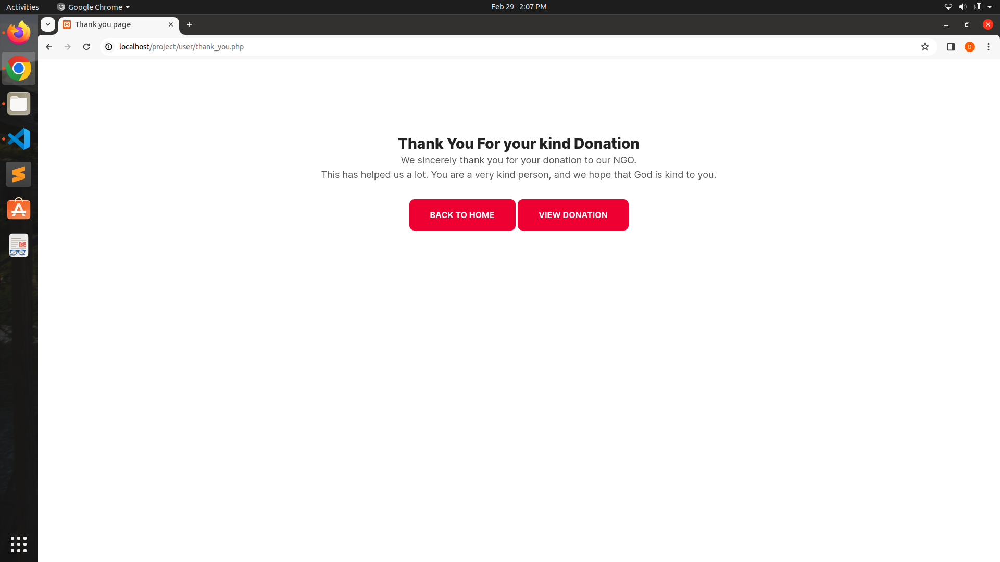 Activities
Google Chrome
Feb 29 2:07 PM
Thank you page
localhost/project/user/thank_you.php
D
Thank You For your kind Donation
We sincerely thank you for your donation to our NGO.
This has helped us a lot. You are a very kind person, and we hope that God is kind to you.
BACK TO HOME
VIEW DONATION